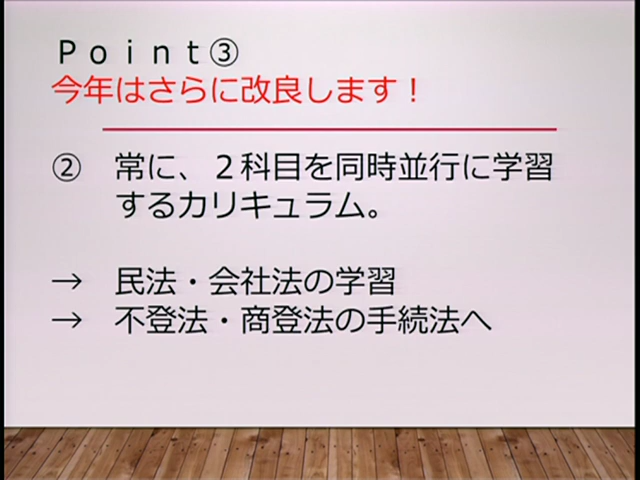 Ｐｏｉｎｔ③
今年はさらに改良します！
②　常に、２科目を同時並行に学習
するカリキュラム。
→　民法・会社法の学習
→　不登法・商登法の手続法へ